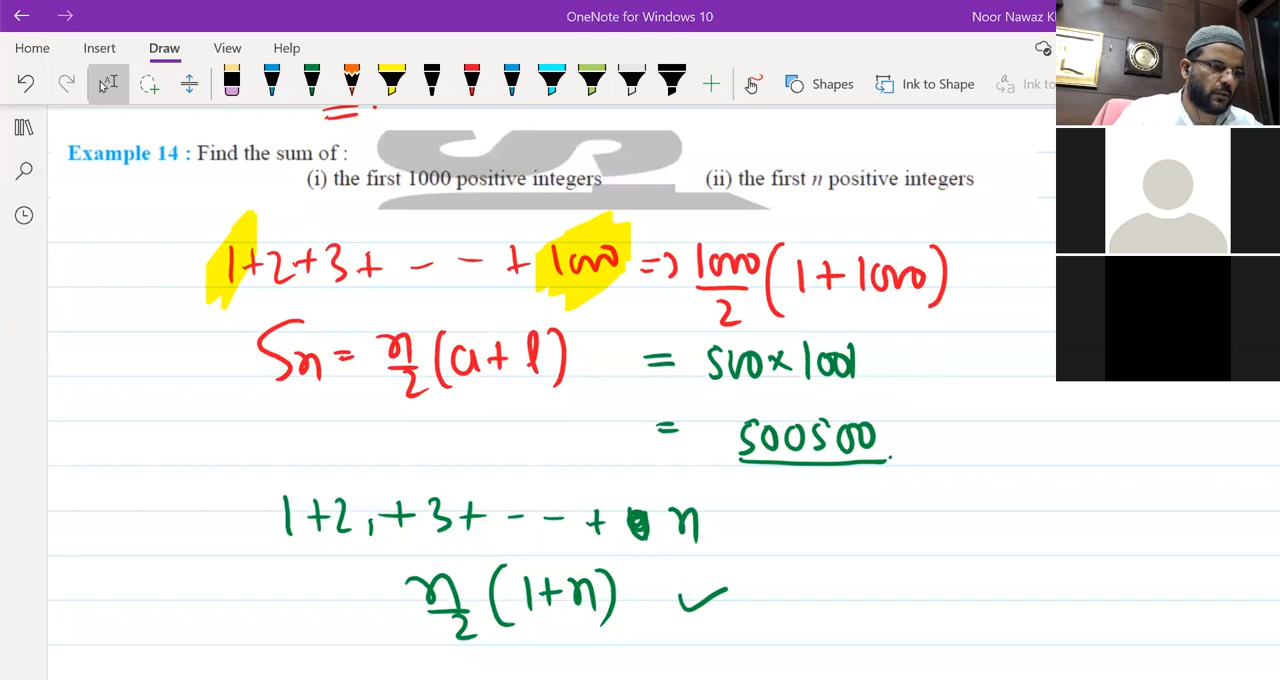 OneNote for Windows 10
Noor Nawaz K
Home Insert Draw View Help
Shapes Ink to Shape Ink to
Example 14 : Find the sum of :
(i) the first 1000 positive integers (ii) the first n positive integers
1+2+3+ - - + 1000 => 1000/2 (1+1000)
Sn = n/2 (a+l) = 500×1001
= 500500.
1+2,+3+ - - + n
n/2 (1+n) ✓